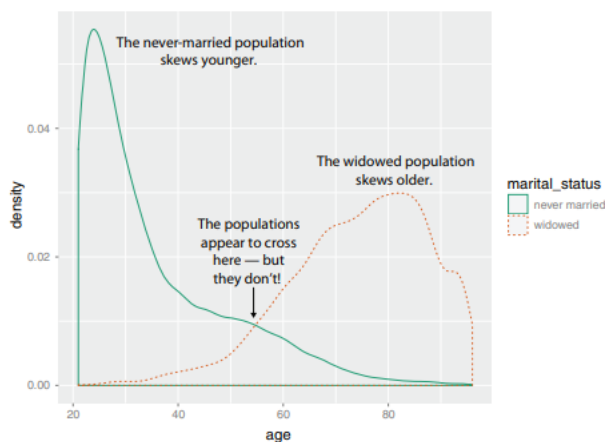 The never-married population
skews younger.
0.04
The widowed population
skews older.
marital_status
never married
widowed
density
The populations
appear to cross
here — but
they don't!
0.02
0.00
20
40
60
80
age